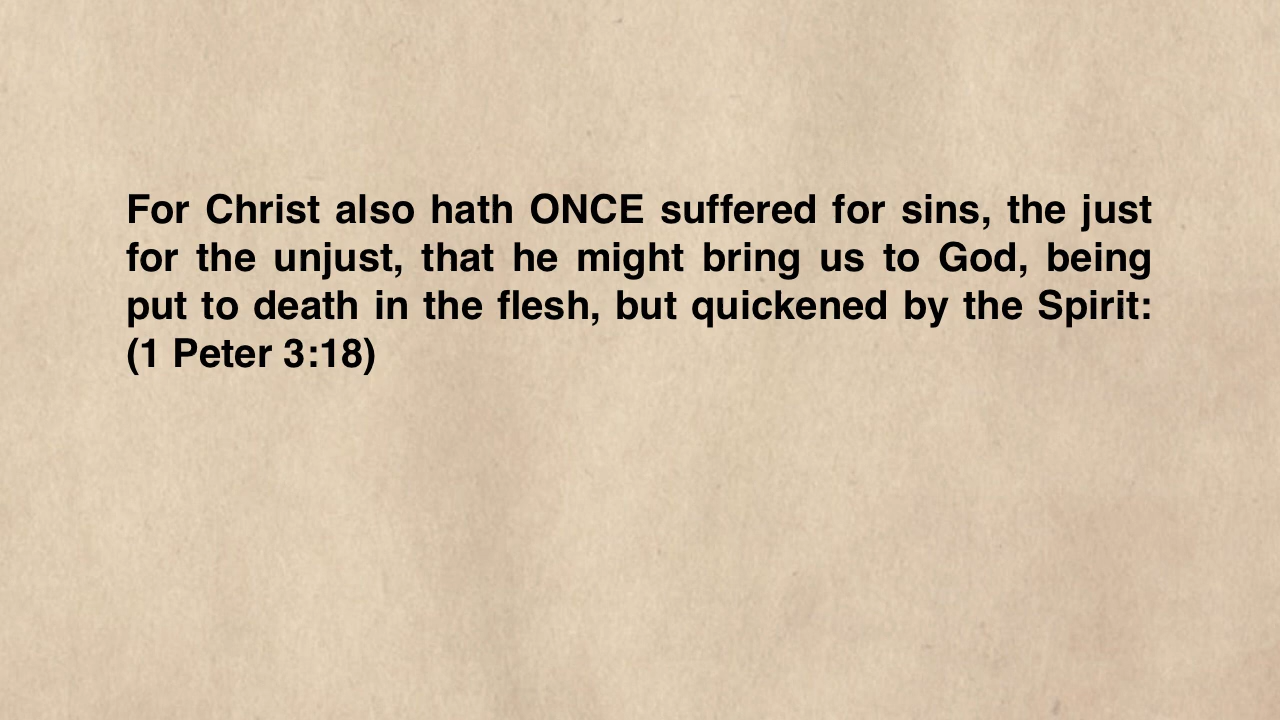 For Christ also hath ONCE suffered for sins, the just
for the unjust, that he might bring us to God, being
put to death in the flesh, but quickened by the Spirit:
(1 Peter 3:18)